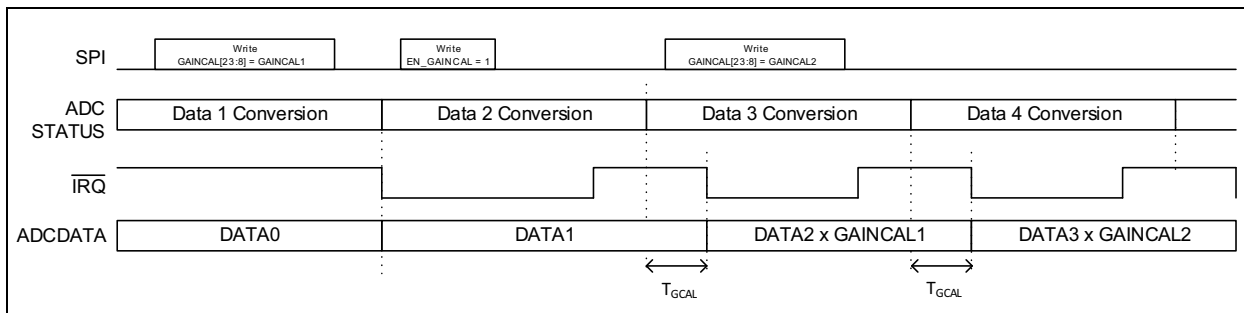 SPI
Write
GAINCAL[23:8] = GAINCAL1
Write
EN_GAINCAL = 1
Write
GAINCAL[23:8] = GAINCAL2
ADC
STATUS
Data 1 Conversion
Data 2 Conversion
Data 3 Conversion
Data 4 Conversion
IRQ
ADCDATA
DATA0
DATA1
DATA2 x GAINCAL1
DATA3 x GAINCAL2
TGCAL
TGCAL